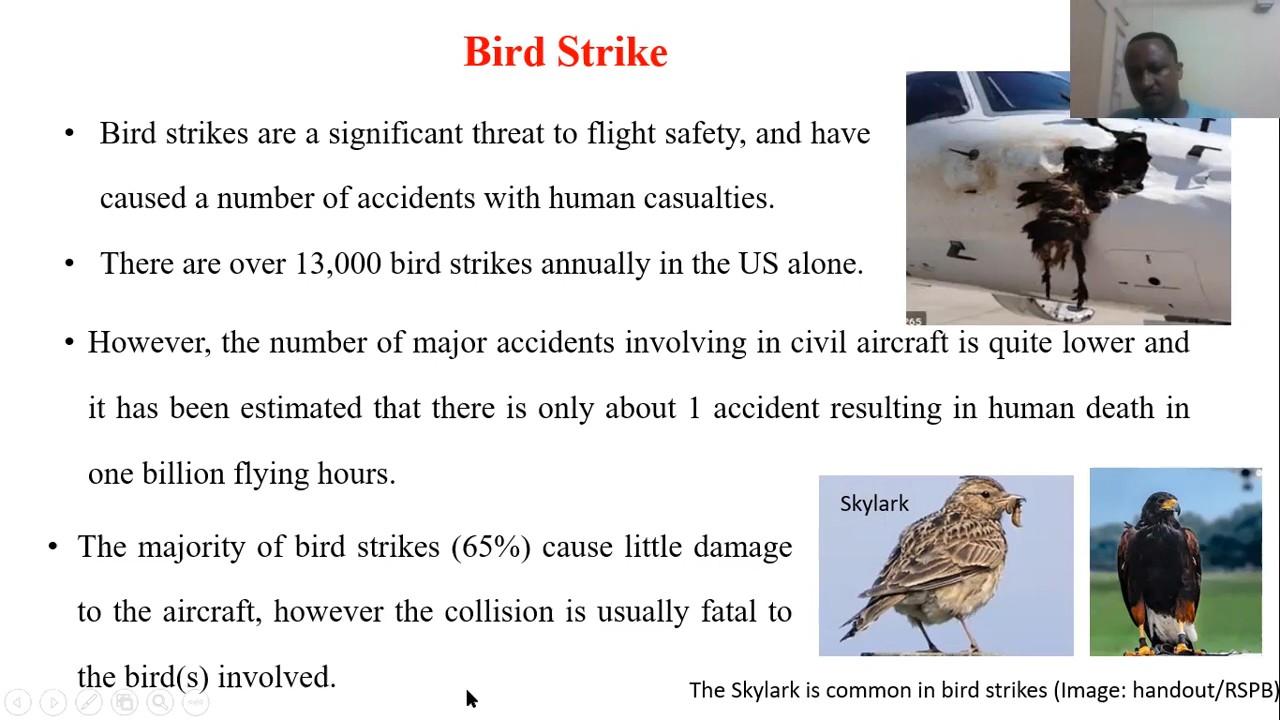 Bird Strike
• Bird strikes are a significant threat to flight safety, and have
caused a number of accidents with human casualties.
• There are over 13,000 bird strikes annually in the US alone.
• However, the number of major accidents involving in civil aircraft is quite lower and
it has been estimated that there is only about 1 accident resulting in human death in
one billion flying hours.
• The majority of bird strikes (65%) cause little damage
to the aircraft, however the collision is usually fatal to
the bird(s) involved.
Skylark
The Skylark is common in bird strikes (Image: handout/RSPB)